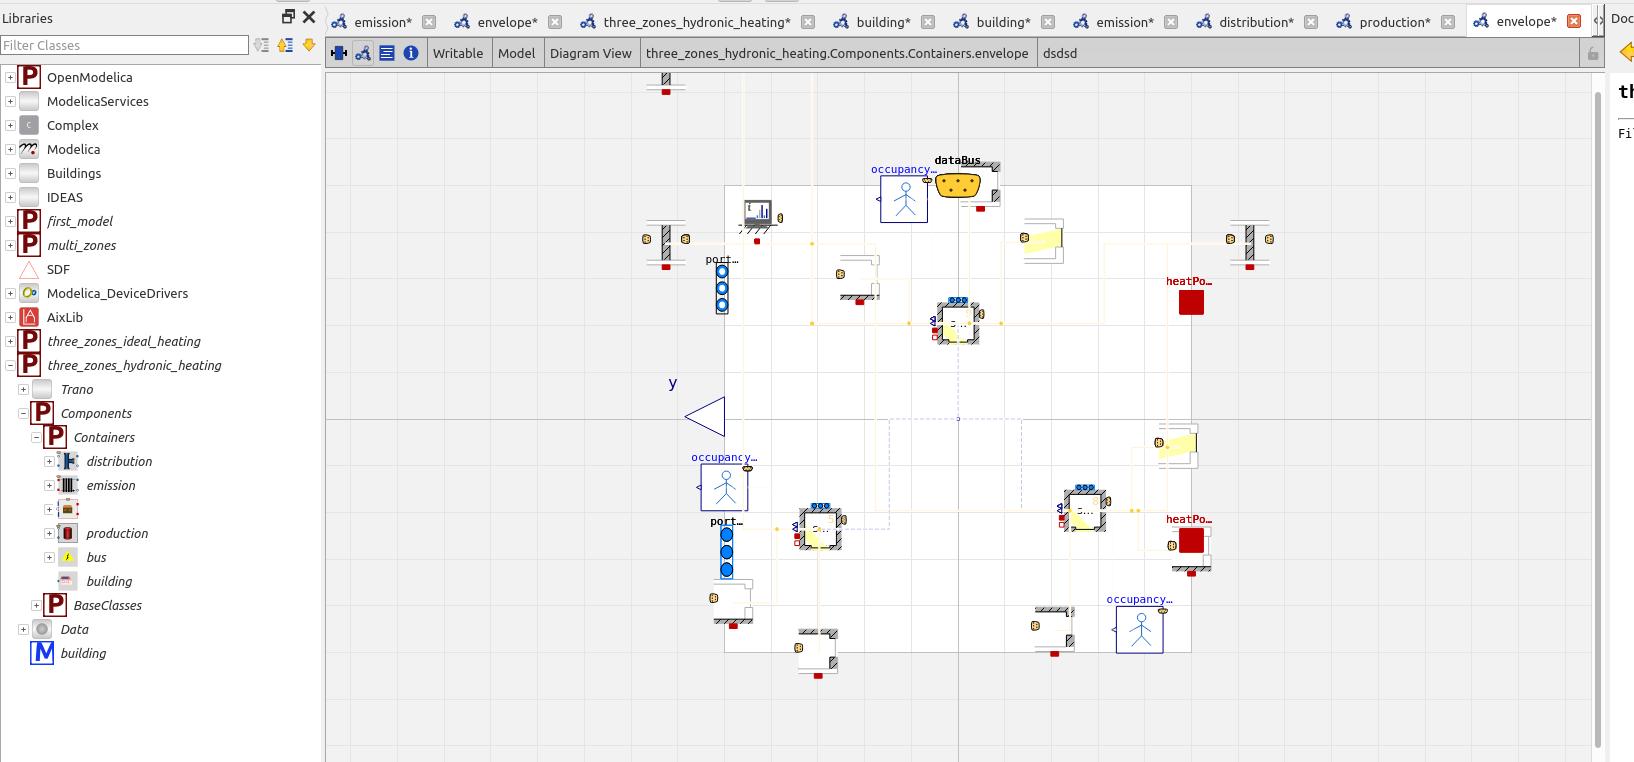 Libraries
Filter Classes
OpenModelica
ModelicaServices
Complex
Modelica
Buildings
IDEAS
first_model
multi_zones
SDF
Modelica_DeviceDrivers
AixLib
three_zones_ideal_heating
three_zones_hydronic_heating
Trano
Components
Containers
distribution
emission
production
bus
building
BaseClasses
Data
building
emission* envelope* three_zones_hydronic_heating* building* building* emission* distribution* production* envelope*
Writable Model Diagram View three_zones_hydronic_heating.Components.Containers.envelope dsdsd
dataBus
occupancy...
port...
heatPo...
y
occupancy...
port...
heatPo...
occupancy...
Doc
th
Fi